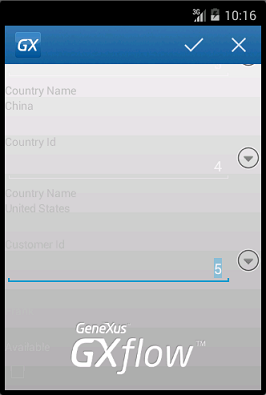 3G 10:16
GX
Country Name
China
Country Id
4
Country Name
United States
Customer Id
5
Available
GeneXus™
GXflow™